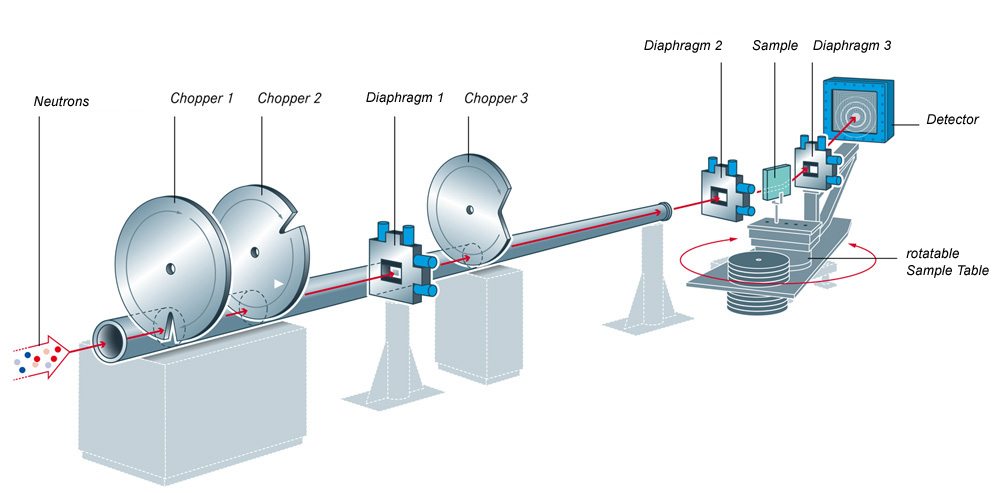 Neutrons
Chopper 1
Chopper 2
Diaphragm 1
Chopper 3
Diaphragm 2
Sample
Diaphragm 3
Detector
rotatable
Sample Table